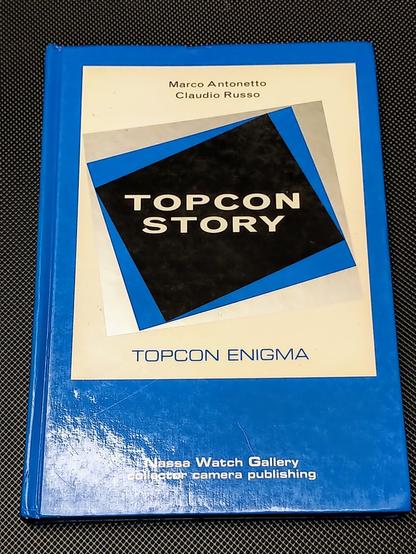 Marco Antonetto
Claudio Russo
TOPCON
STORY
TOPCON ENIGMA
Nassa Watch Gallery
collector camera publishing